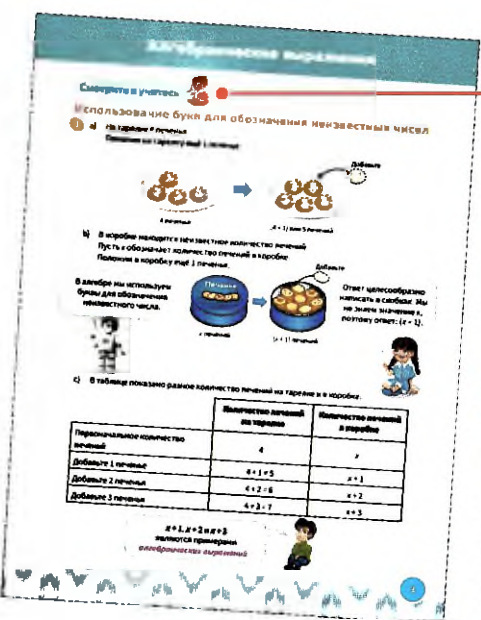 Алгебраические выражения
Смотрите и учитесь
Использование букв для обозначения неизвестных чисел
1 a) На тарелке 4 печенья
Положим на тарелку ещё 1 печенье
Добавьте
4 печенья
(4 + 1) или 5 печений
b) В коробке находится неизвестное количество печений
Пусть x обозначает количество печений в коробке
Положим в коробку ещё 1 печенье
Добавьте
В алгебре мы используем
буквы для обозначения
неизвестного числа.
Печенье
Ответ целесообразно
написать в скобках. Мы
не знаем значение x,
поэтому ответ: (x + 1).
x печений
(x + 1) печений
c) В таблице показано разное количество печений на тарелке и в коробке.
Количество печений
на тарелке
Количество печений
в коробке
Первоначальное количество
печений
4
x
Добавьте 1 печенье
4 + 1 = 5
x + 1
Добавьте 2 печенья
4 + 2 = 6
x + 2
Добавьте 3 печенья
4 + 3 = 7
x + 3
x + 1, x + 2 и x + 3
являются примерами
алгебраических выражений